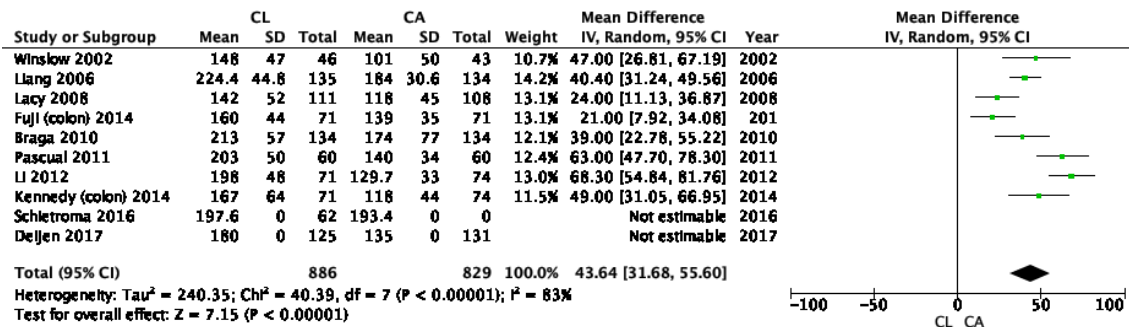 CL CA Mean Difference Mean Difference
Study or Subgroup Mean SD Total Mean SD Total Weight IV, Random, 95% CI Year IV, Random, 95% CI
Winslow 2002 148 47 46 101 50 43 10.7% 47.00 [26.81, 67.19] 2002
Liang 2006 224.4 44.8 135 184 30.6 134 14.2% 40.40 [31.24, 49.56] 2006
Lacy 2008 142 52 111 118 45 108 13.1% 24.00 [11.13, 36.87] 2008
Fuji (colon) 2014 160 44 71 139 35 71 13.1% 21.00 [7.92, 34.08] 201
Braga 2010 213 57 134 174 77 134 12.1% 39.00 [22.78, 55.22] 2010
Pascual 2011 203 50 60 140 34 60 12.4% 63.00 [47.70, 78.30] 2011
Li 2012 198 48 71 129.7 33 74 13.0% 68.30 [54.84, 81.76] 2012
Kennedy (colon) 2014 167 64 71 118 44 74 11.5% 49.00 [31.05, 66.95] 2014
Schietroma 2016 197.6 0 62 193.4 0 0 Not estimable 2016
Deijen 2017 180 0 125 135 0 131 Not estimable 2017
Total (95% CI) 886 829 100.0% 43.64 [31.68, 55.60]
Heterogeneity: Tau² = 240.35; Chi² = 40.39, df = 7 (P < 0.00001); I² = 83%
Test for overall effect: Z = 7.15 (P < 0.00001)
-100 -50 0 50 100
CL CA